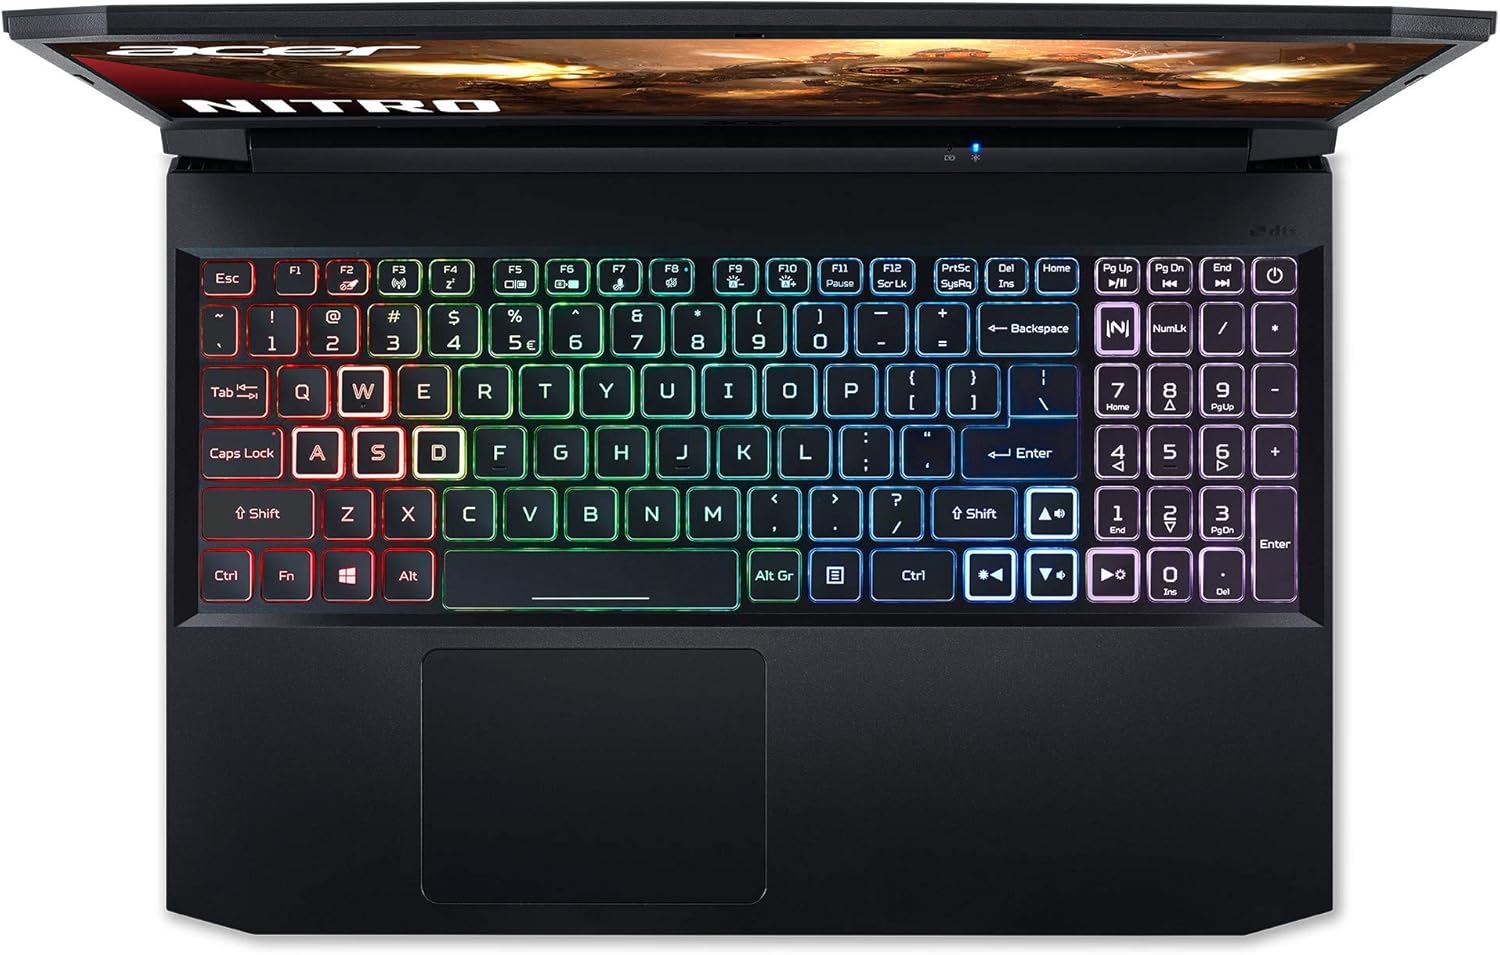 acer
NITRO
dts
Esc F1 F2 F3 F4 F5 F6 F7 F8 F9 F10 F11 F12 PrtSc Del Home Pg Up Pg Dn End
zᶻ Pause Scr Lk SysRq Ins
~ ! @ # $ % ^ & * ( ) — +
` 1 2 3 4 5 € 6 7 8 9 0 - = Backspace N NumLk / *
Tab Q W E R T Y U I O P { [ } ] ¦ \ 7 Home 8 9 PgUp -
Caps Lock A S D F G H J K L : ; " ' Enter 4 5 6 +
Shift Z X C V B N M < , > . ? / Shift 1 End 2 3 PgDn Enter
Ctrl Fn Alt Alt Gr Ctrl 0 Ins . Del